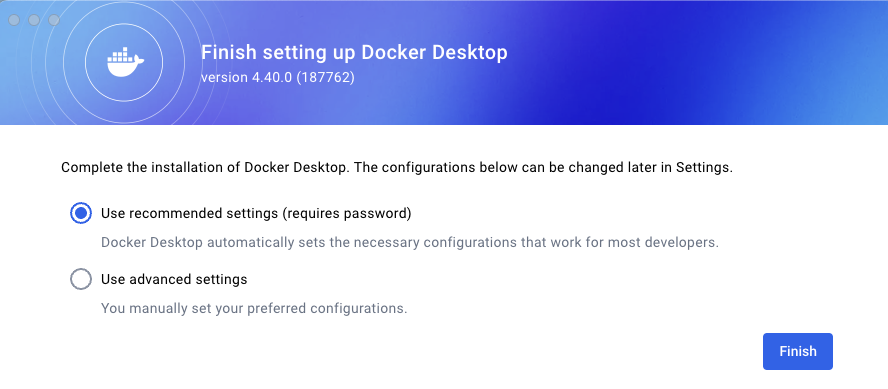 Finish setting up Docker Desktop
version 4.40.0 (187762)
Complete the installation of Docker Desktop. The configurations below can be changed later in Settings.
Use recommended settings (requires password)
Docker Desktop automatically sets the necessary configurations that work for most developers.
Use advanced settings
You manually set your preferred configurations.
Finish